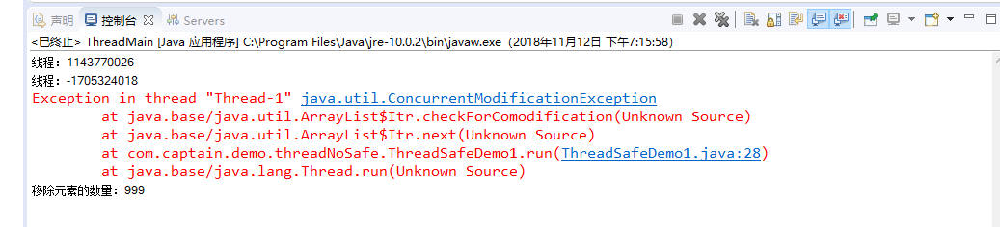 声明 控制台 Servers
<已终止> ThreadMain [Java 应用程序] C:\Program Files\Java\jre-10.0.2\bin\javaw.exe（2018年11月12日 下午7:15:58）
线程：1143770026
线程：-1705324018
Exception in thread "Thread-1" java.util.ConcurrentModificationException
at java.base/java.util.ArrayList$Itr.checkForComodification(Unknown Source)
at java.base/java.util.ArrayList$Itr.next(Unknown Source)
at com.captain.demo.threadNoSafe.ThreadSafeDemo1.run(ThreadSafeDemo1.java:28)
at java.base/java.lang.Thread.run(Unknown Source)
移除元素的数量：999